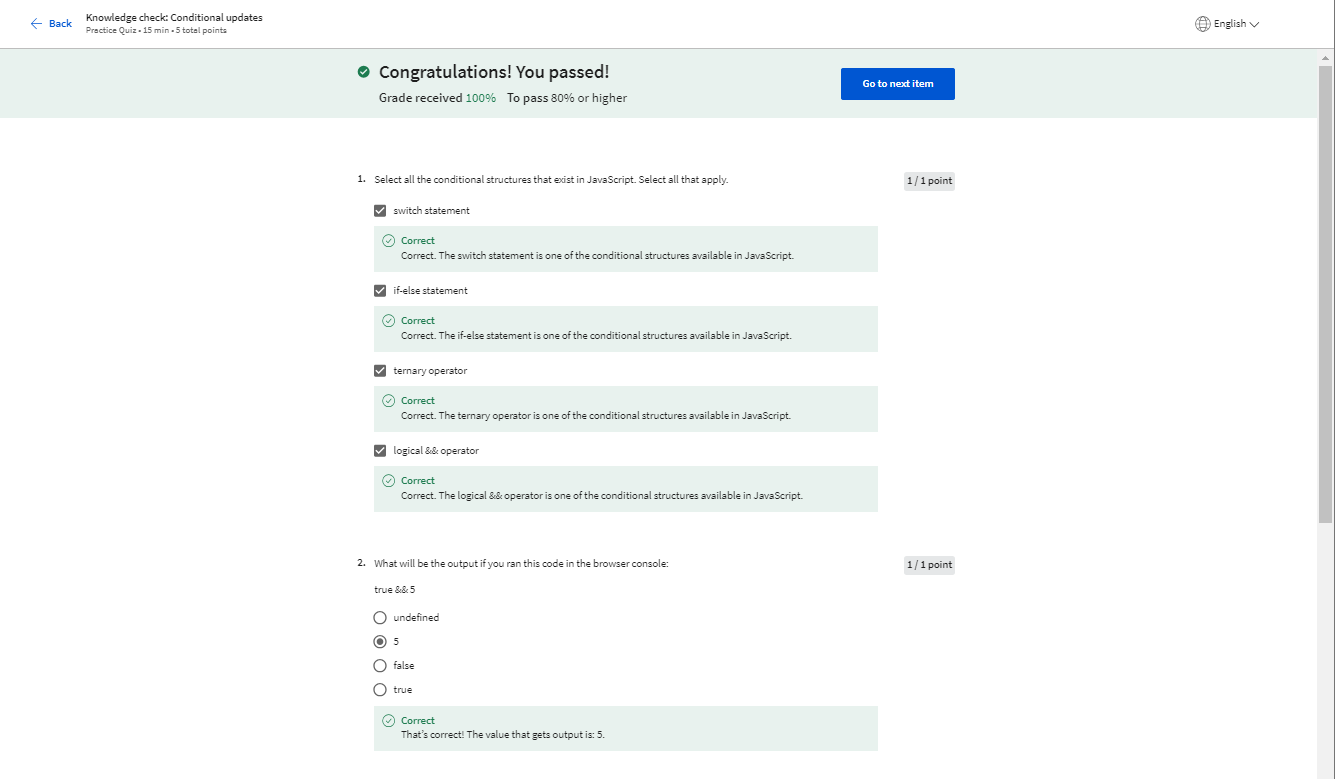 Back
Knowledge check: Conditional updates
Practice Quiz • 15 min • 5 total points
English
Congratulations! You passed!
Grade received 100% To pass 80% or higher
Go to next item
1. Select all the conditional structures that exist in JavaScript. Select all that apply.
1 / 1 point
switch statement
Correct
Correct. The switch statement is one of the conditional structures available in JavaScript.
if-else statement
Correct
Correct. The if-else statement is one of the conditional structures available in JavaScript.
ternary operator
Correct
Correct. The ternary operator is one of the conditional structures available in JavaScript.
logical && operator
Correct
Correct. The logical && operator is one of the conditional structures available in JavaScript.
2. What will be the output if you ran this code in the browser console:
1 / 1 point
true && 5
undefined
5
false
true
Correct
That's correct! The value that gets output is: 5.